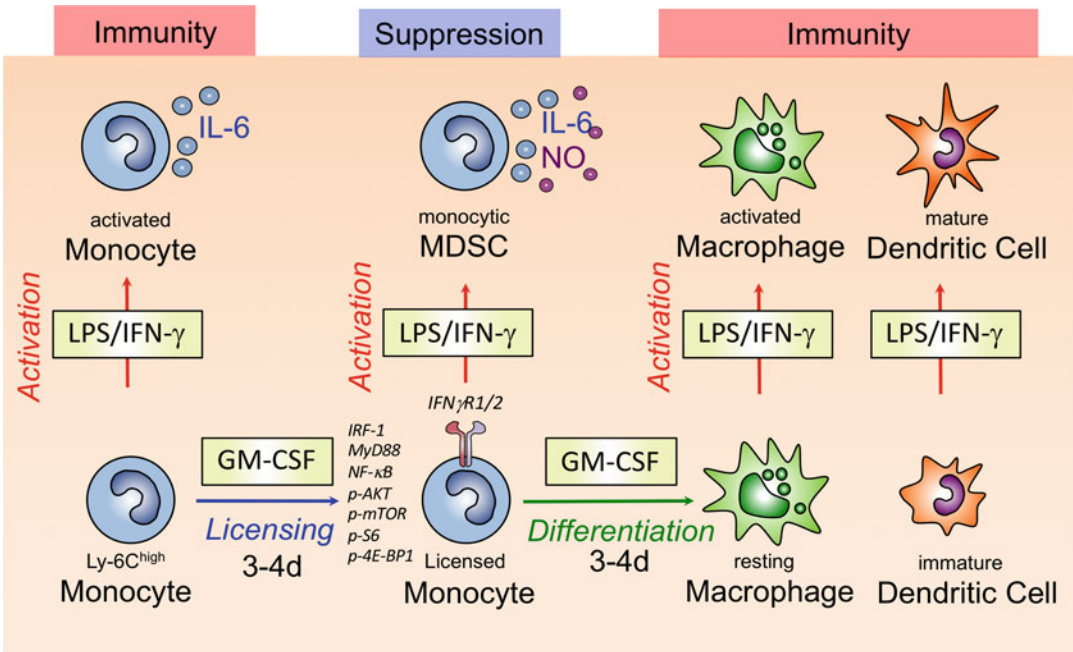 Immunity
Suppression
Immunity
IL-6
IL-6
NO
activated
Monocyte
monocytic
MDSC
activated
Macrophage
mature
Dendritic Cell
Activation
LPS/IFN-γ
Activation
LPS/IFN-γ
Activation
LPS/IFN-γ
LPS/IFN-γ
IFNγR1/2
IRF-1
MyD88
NF-κB
p-AKT
p-mTOR
p-S6
p-4E-BP1
GM-CSF
Licensing
3-4d
GM-CSF
Differentiation
3-4d
Ly-6Chigh
Monocyte
Licensed
Monocyte
resting
Macrophage
immature
Dendritic Cell